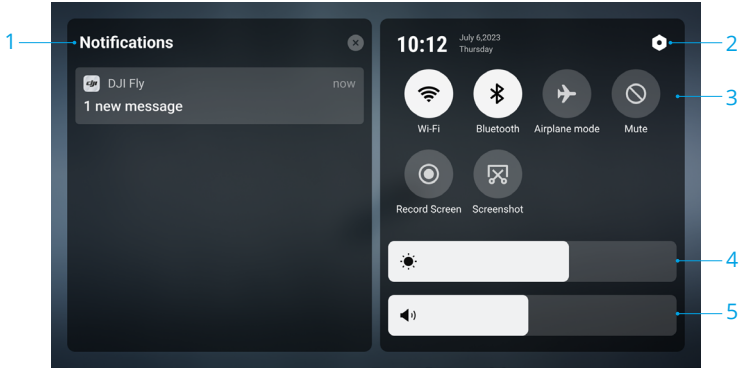 1
Notifications
dji DJI Fly now
1 new message
10:12
July 6,2023
Thursday
2
3
Wi-Fi Bluetooth Airplane mode Mute
Record Screen Screenshot
4
5